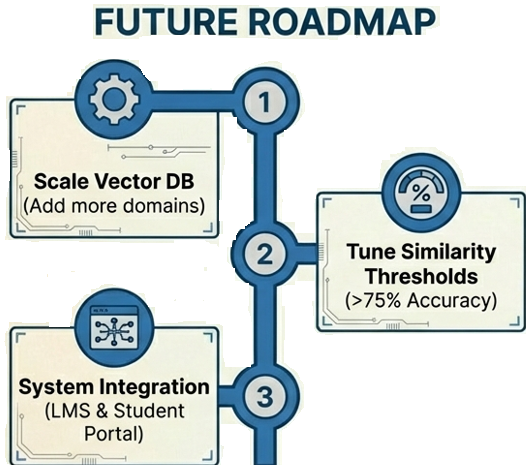 FUTURE ROADMAP
1
Scale Vector DB
(Add more domains)
2
%
Tune Similarity
Thresholds
(>75% Accuracy)
3
System Integration
(LMS & Student
Portal)